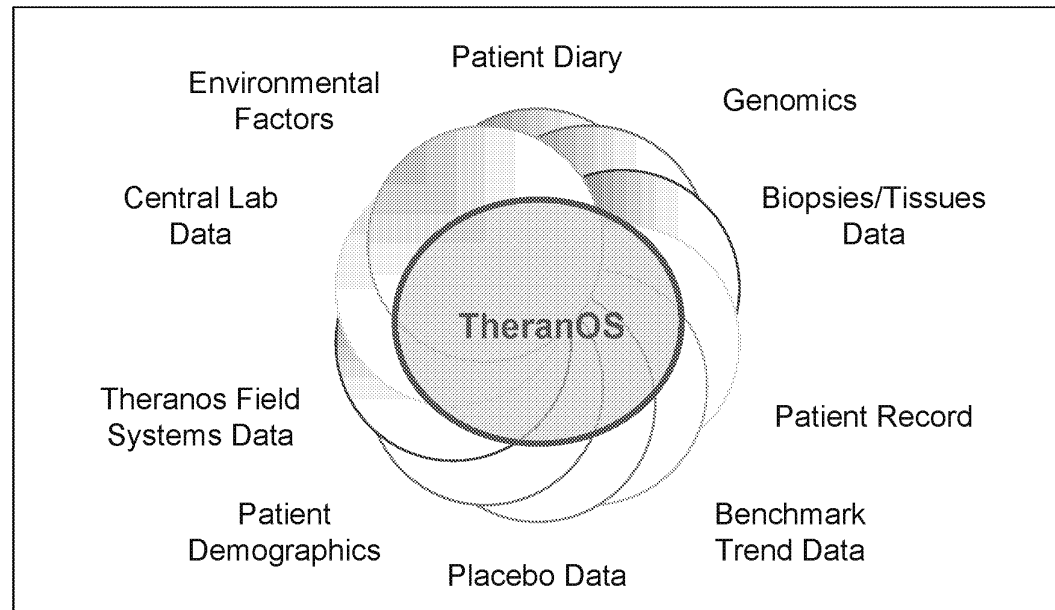 Patient Diary
Environmental
Factors
Genomics
Central Lab
Data
Biopsies/Tissues
Data
TheranOS
Theranos Field
Systems Data
Patient Record
Patient
Demographics
Benchmark
Trend Data
Placebo Data